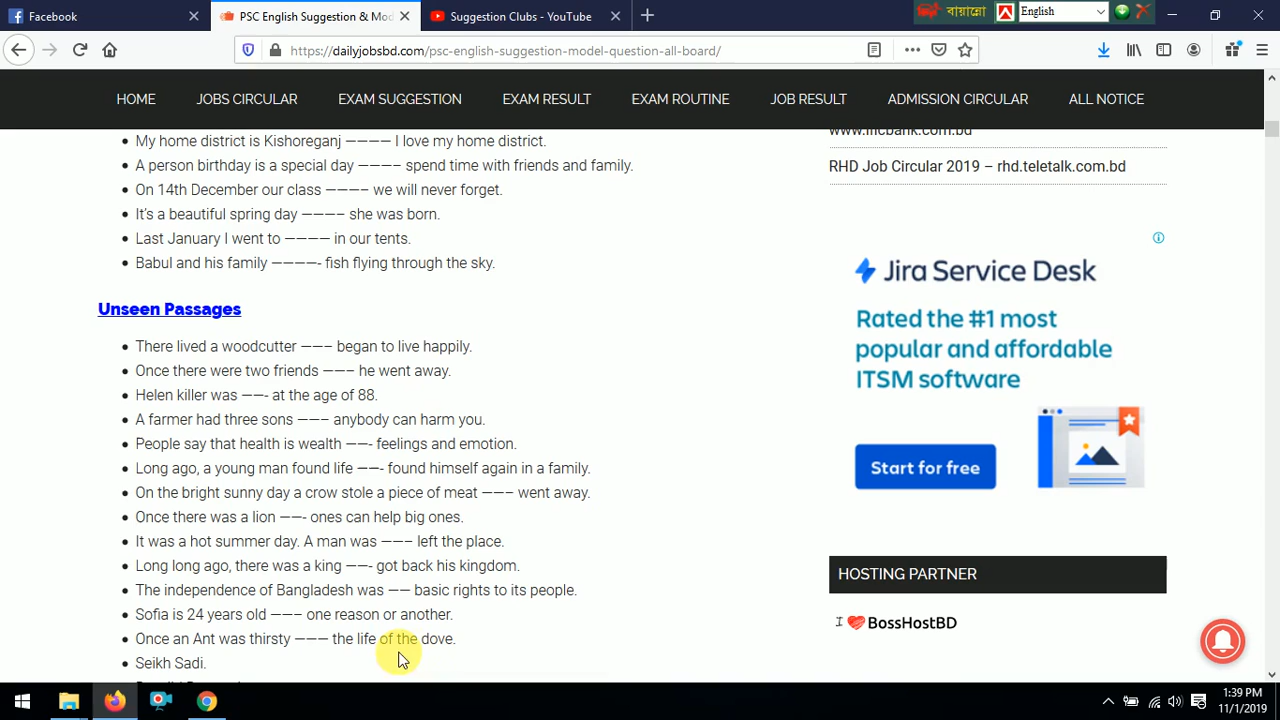 Facebook
PSC English Suggestion & Mod
Suggestion Clubs - YouTube
বায়ান্নো
English
https://dailyjobsbd.com/psc-english-suggestion-model-question-all-board/
HOME JOBS CIRCULAR EXAM SUGGESTION EXAM RESULT EXAM ROUTINE JOB RESULT ADMISSION CIRCULAR ALL NOTICE
My home district is Kishoreganj ———— I love my home district.
A person birthday is a special day ———– spend time with friends and family.
On 14th December our class ———– we will never forget.
It's a beautiful spring day ———– she was born.
Last January I went to ———— in our tents.
Babul and his family ————- fish flying through the sky.
Unseen Passages
There lived a woodcutter ——– began to live happily.
Once there were two friends ——– he went away.
Helen killer was ——- at the age of 88.
A farmer had three sons ——– anybody can harm you.
People say that health is wealth ——- feelings and emotion.
Long ago, a young man found life ——- found himself again in a family.
On the bright sunny day a crow stole a piece of meat ——– went away.
Once there was a lion ——- ones can help big ones.
It was a hot summer day. A man was ——– left the place.
Long long ago, there was a king ——- got back his kingdom.
The independence of Bangladesh was —— basic rights to its people.
Sofia is 24 years old ——– one reason or another.
Once an Ant was thirsty ——— the life of the dove.
Seikh Sadi.
www.mcbank.com.bd
RHD Job Circular 2019 – rhd.teletalk.com.bd
Jira Service Desk
Rated the #1 most
popular and affordable
ITSM software
Start for free
HOSTING PARTNER
I BossHostBD
1:39 PM
11/1/2019